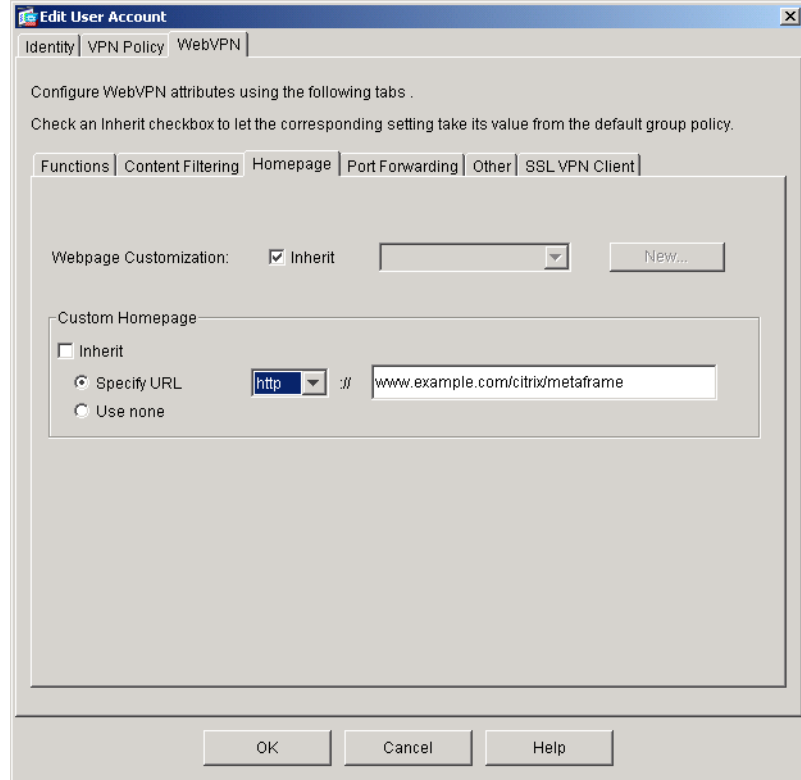 Edit User Account
Identity VPN Policy WebVPN
Configure WebVPN attributes using the following tabs .
Check an Inherit checkbox to let the corresponding setting take its value from the default group policy.
Functions Content Filtering Homepage Port Forwarding Other SSL VPN Client
Webpage Customization: Inherit New...
Custom Homepage
Inherit
Specify URL http :// www.example.com/citrix/metaframe
Use none
OK Cancel Help